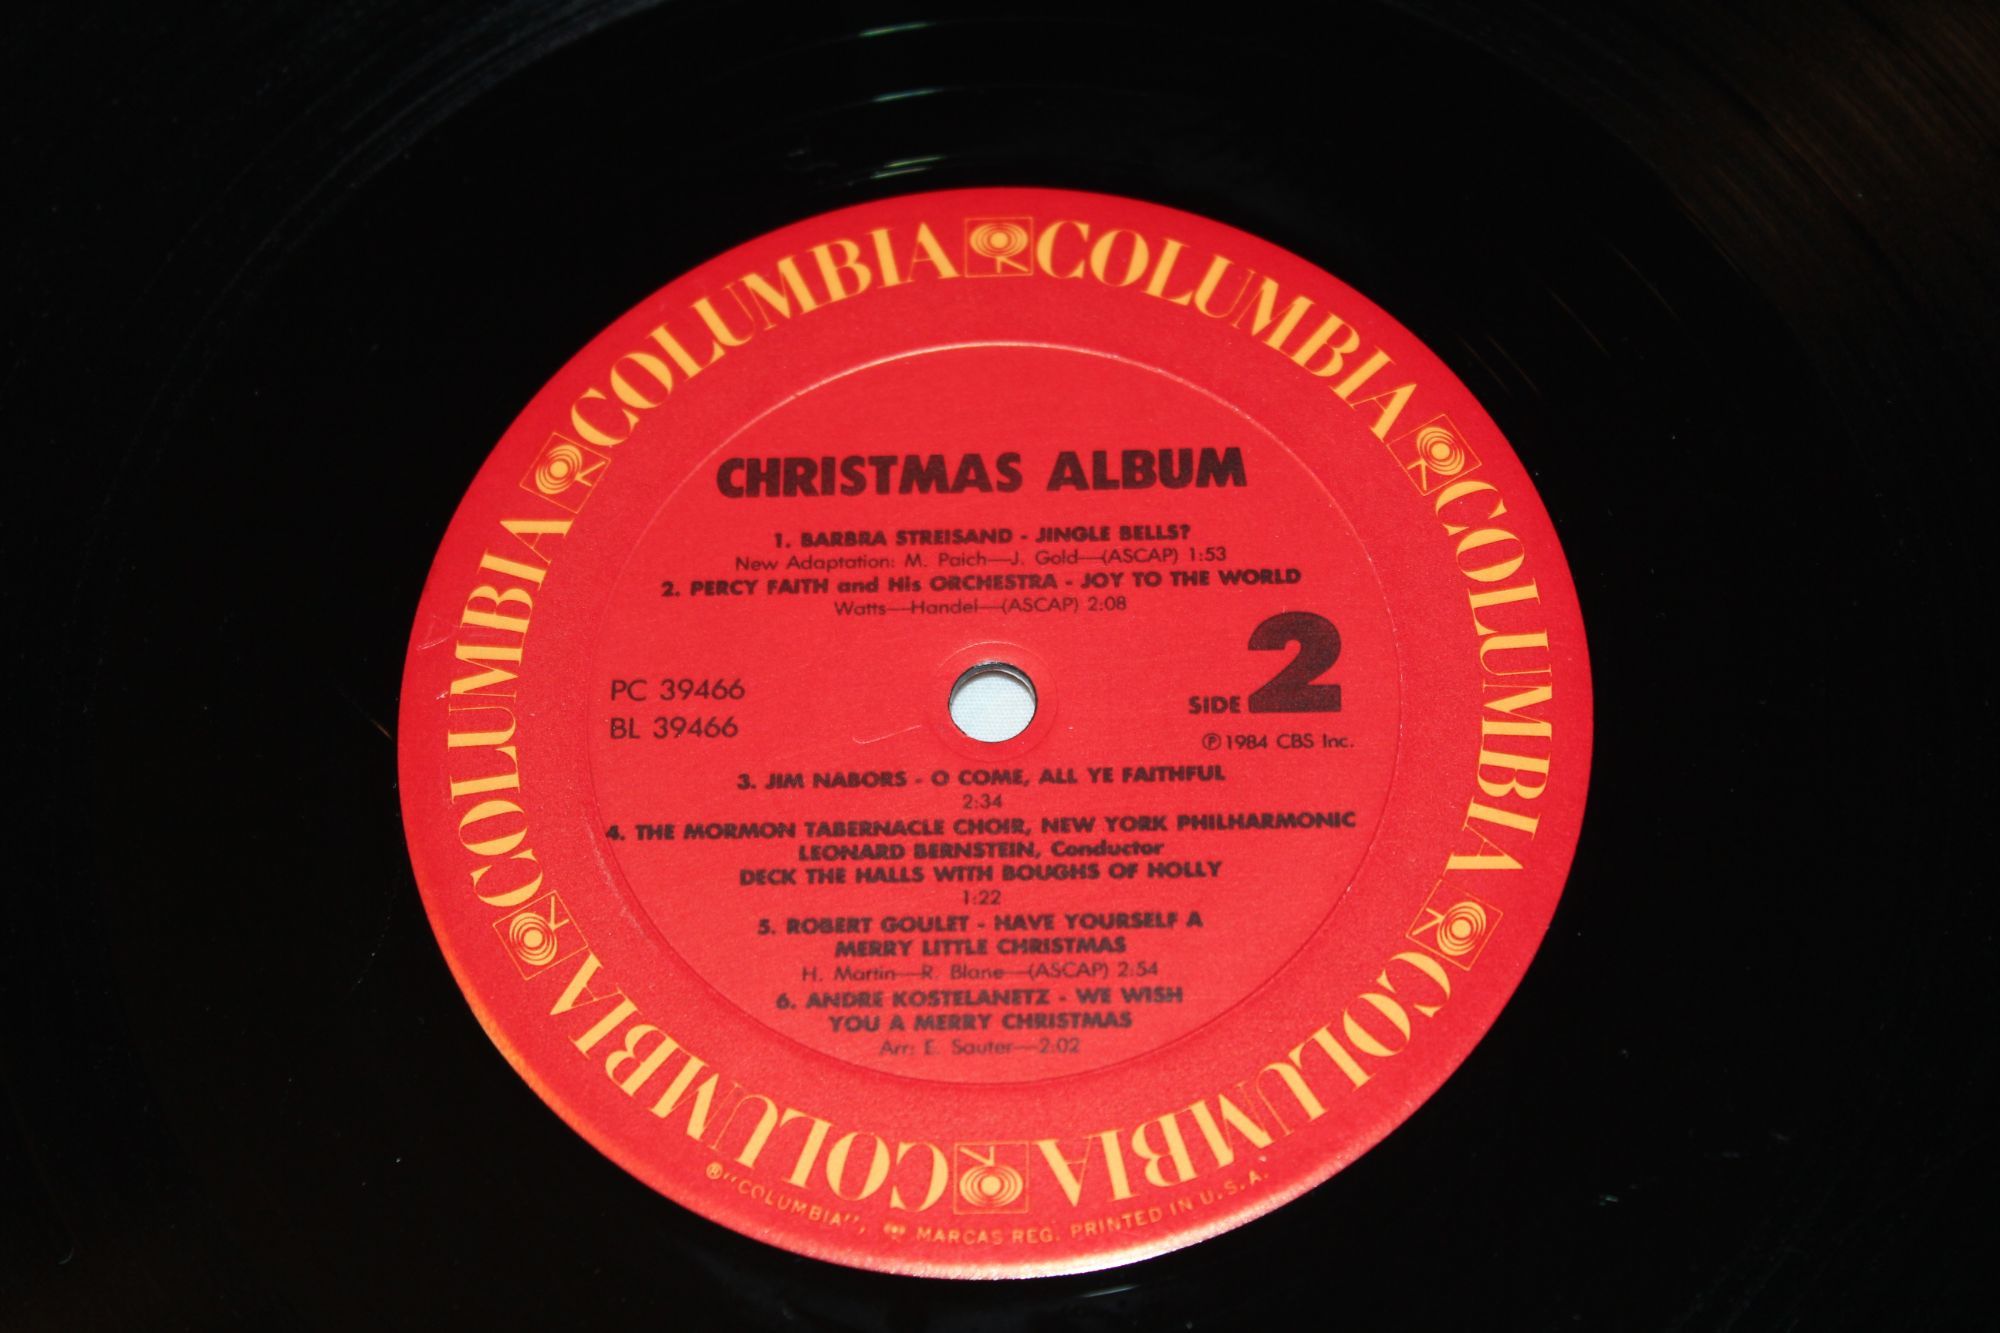 COLUMBIA COLUMBIA COLUMBIA COLUMBIA COLUMBIA COLUMBIA
CHRISTMAS ALBUM
1. BARBRA STREISAND - JINGLE BELLS?
New Adaptation: M. Paich—J. Gold—(ASCAP) 1:53
2. PERCY FAITH and His ORCHESTRA - JOY TO THE WORLD
Watts—Handel—(ASCAP) 2:08
PC 39466
BL 39466
SIDE 2
℗ 1984 CBS Inc.
3. JIM NABORS - O COME, ALL YE FAITHFUL
2:34
4. THE MORMON TABERNACLE CHOIR, NEW YORK PHILHARMONIC
LEONARD BERNSTEIN, Conductor
DECK THE HALLS WITH BOUGHS OF HOLLY
1:22
5. ROBERT GOULET - HAVE YOURSELF A
MERRY LITTLE CHRISTMAS
H. Martin—R. Blane—(ASCAP) 2:54
6. ANDRE KOSTELANETZ - WE WISH
YOU A MERRY CHRISTMAS
Arr: E. Sauter—2:02
® "COLUMBIA", MARCAS REG. PRINTED IN U.S.A.